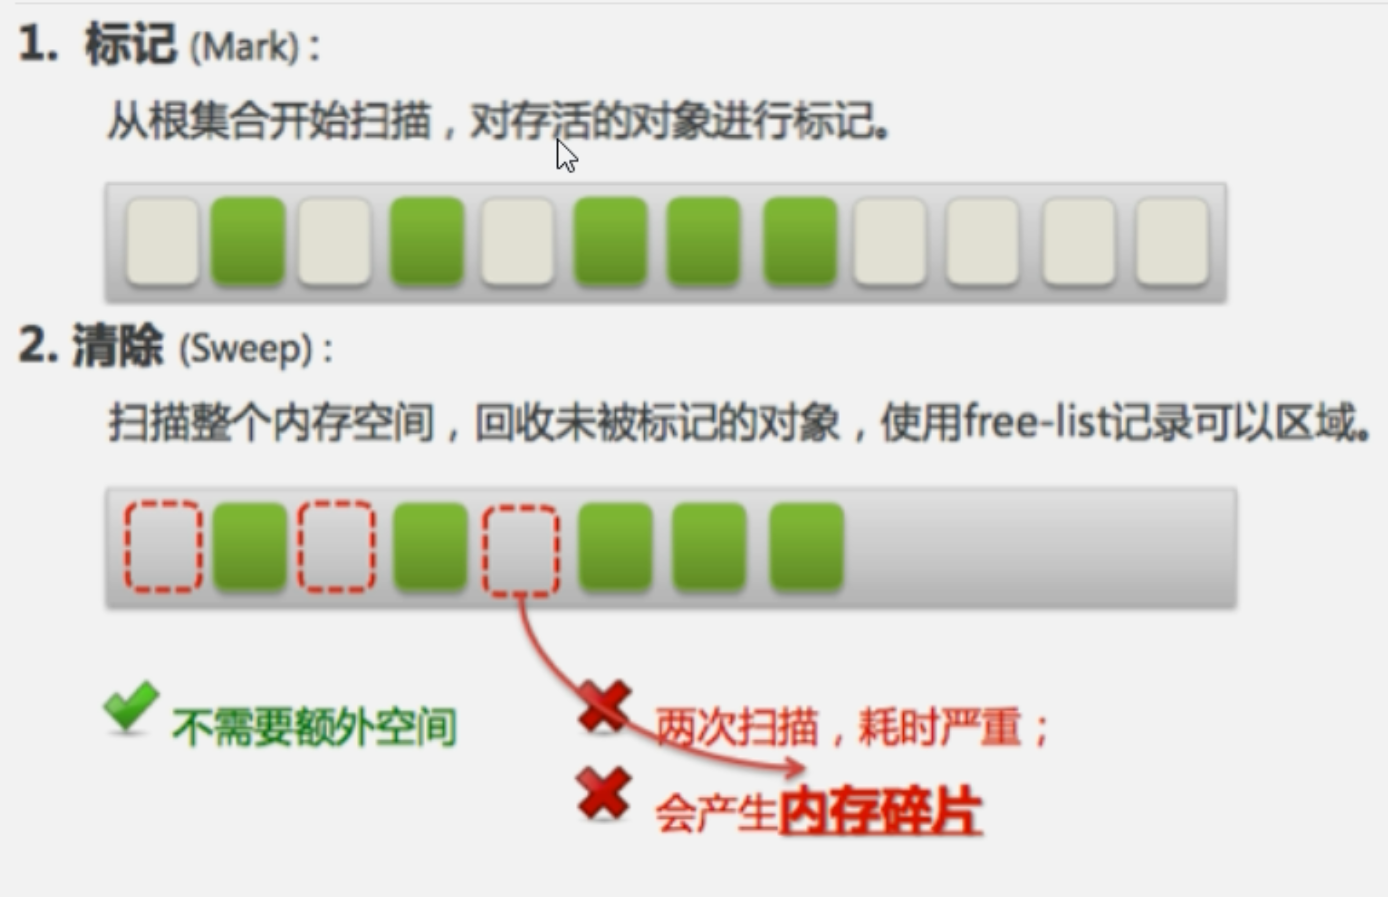 1. 标记 (Mark) :
从根集合开始扫描，对存活的对象进行标记。
2. 清除 (Sweep) :
扫描整个内存空间，回收未被标记的对象，使用free-list记录可以区域。
不需要额外空间
两次扫描，耗时严重；
会产生内存碎片